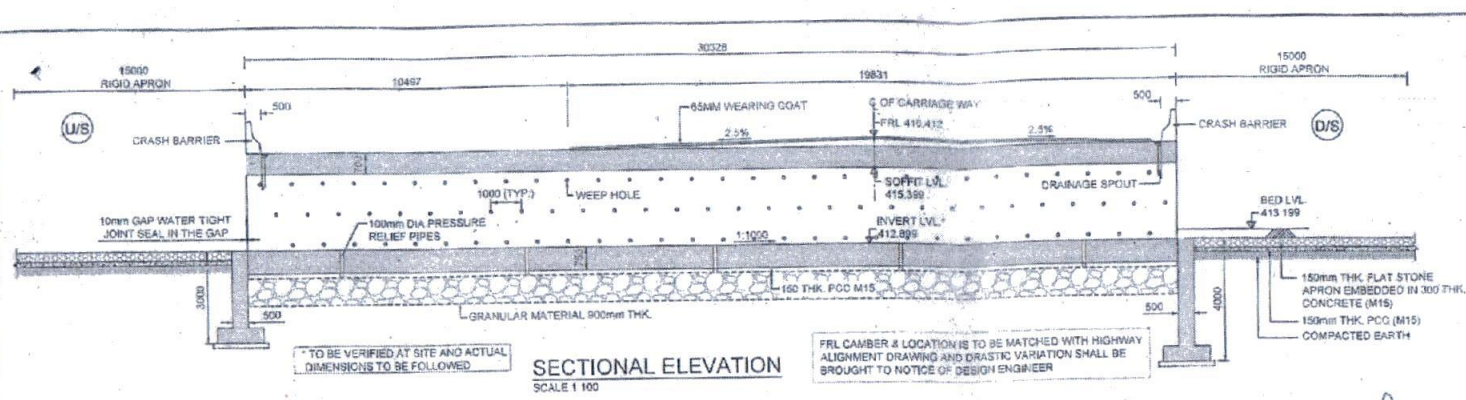 30328
15000
RIGID APRON
10497
19831
15000
RIGID APRON
500
65MM WEARING COAT
OF CARRIAGE WAY
500
U/S
CRASH BARRIER
2.5%
FRL
2.5%
CRASH BARRIER
D/S
WEEP HOLE
SOFFIT LVL.
415.399
DRAINAGE SPOUT
1000 (TYP.)
BED LVL.
413.199
10mm GAP WATER TIGHT
JOINT SEAL IN THE GAP
100mm DIA PRESSURE
RELIEF PIPES
INVERT LVL.*
412.899
1:1000
150 THK. PCC M15
150mm THK. FLAT STONE
APRON EMBEDDED IN 300 THK.
CONCRETE (M15)
3000
500
GRANULAR MATERIAL 900mm THK.
500
4000
150mm THK. PCC (M15)
COMPACTED EARTH
* TO BE VERIFIED AT SITE AND ACTUAL
DIMENSIONS TO BE FOLLOWED
SECTIONAL ELEVATION
SCALE 1:100
FRL CAMBER & LOCATION IS TO BE MATCHED WITH HIGHWAY
ALIGNMENT DRAWING AND DRASTIC VARIATION SHALL BE
BROUGHT TO NOTICE OF DESIGN ENGINEER